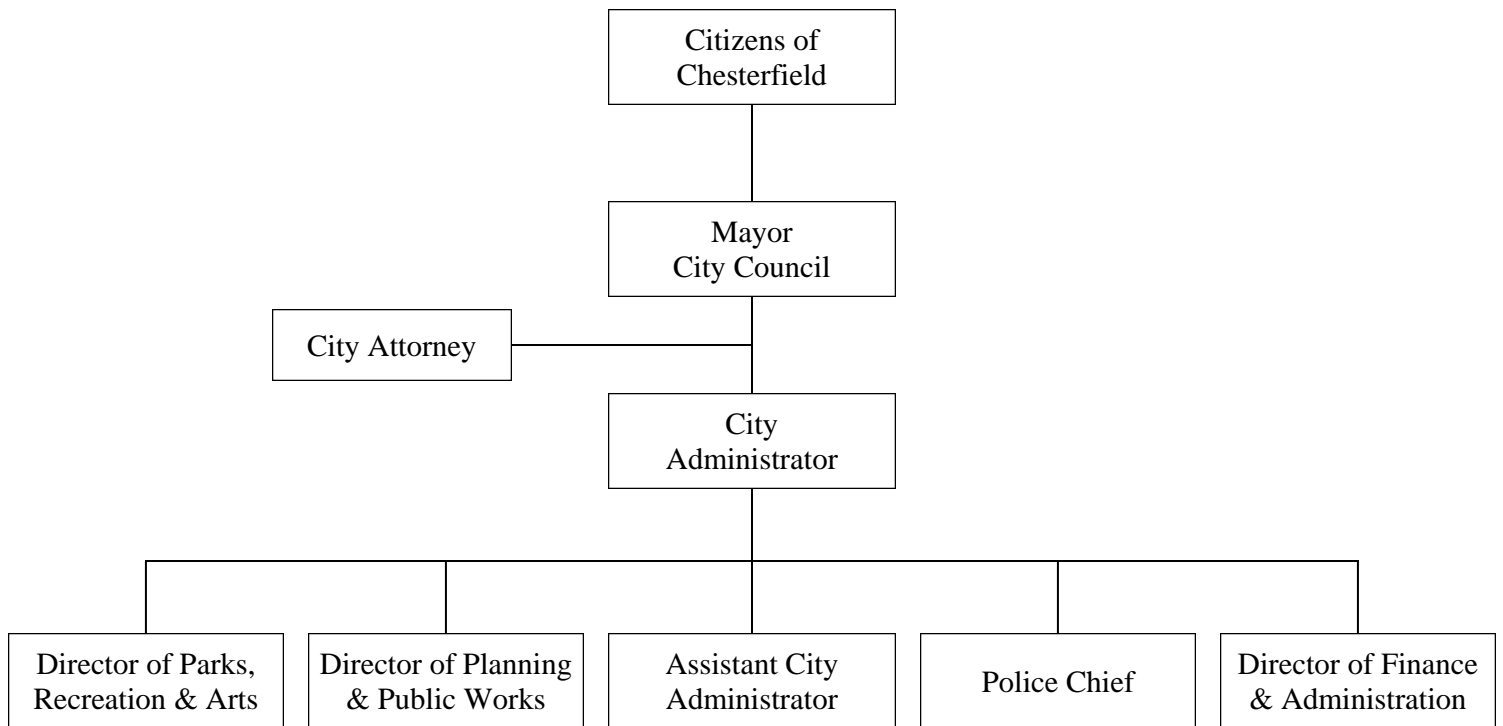 Citizens of
Chesterfield
Mayor
City Council
City Attorney
City
Administrator
Director of Parks,
Recreation & Arts
Director of Planning
& Public Works
Assistant City
Administrator
Police Chief
Director of Finance
& Administration